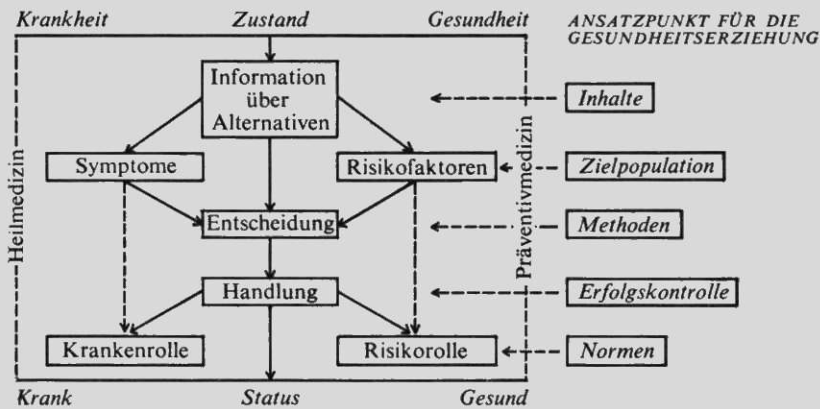 Krankheit Zustand Gesundheit ANSATZPUNKT FÜR DIE
GESUNDHEITSERZIEHUNG
Information
über
Alternativen
Inhalte
Symptome Risikofaktoren Zielpopulation
Heilmedizin
Präventivmedizin
Entscheidung Methoden
Handlung Erfolgskontrolle
Krankenrolle Risikorolle Normen
Krank Status Gesund